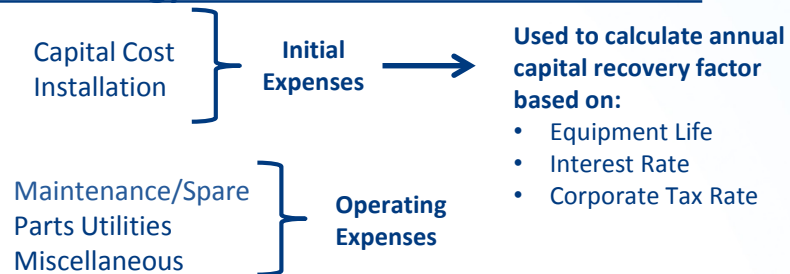 Capital Cost
Installation
Initial
Expenses
Used to calculate annual
capital recovery factor
based on:
• Equipment Life
• Interest Rate
• Corporate Tax Rate
Maintenance/Spare
Parts Utilities
Miscellaneous
Operating
Expenses